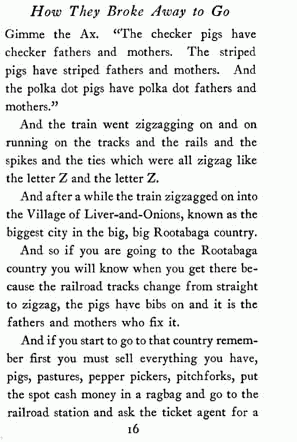 How They Broke Away to Go
Gimme the Ax. "The checker pigs have
checker fathers and mothers. The striped
pigs have striped fathers and mothers. And
the polka dot pigs have polka dot fathers and
mothers."
And the train went zigzagging on and on
running on the tracks and the rails and the
spikes and the ties which were all zigzag like
the letter Z and the letter Z.
And after a while the train zigzagged on into
the Village of Liver-and-Onions, known as the
biggest city in the big, big Rootabaga country.
And so if you are going to the Rootabaga
country you will know when you get there be-
cause the railroad tracks change from straight
to zigzag, the pigs have bibs on and it is the
fathers and mothers who fix it.
And if you start to go to that country remem-
ber first you must sell everything you have,
pigs, pastures, pepper pickers, pitchforks, put
the spot cash money in a ragbag and go to the
railroad station and ask the ticket agent for a
16